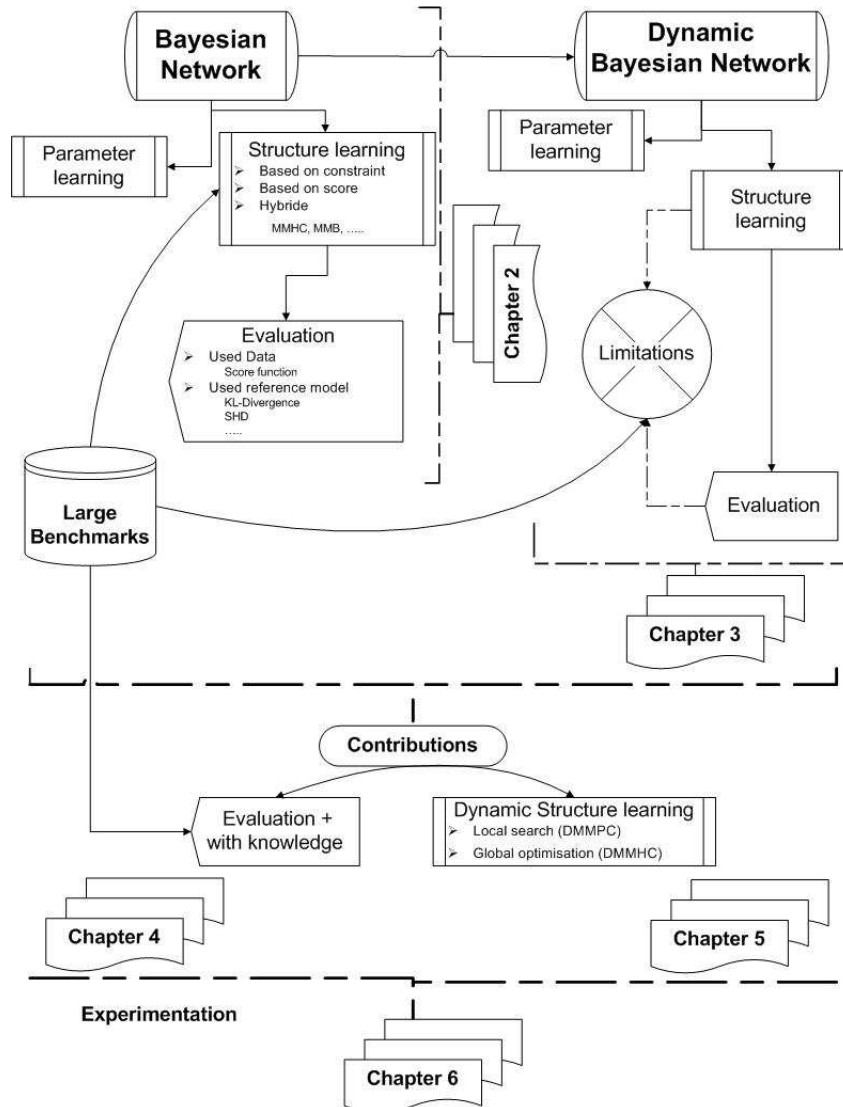 Bayesian
Network
Dynamic
Bayesian Network
Parameter
learning
Structure learning
➢ Based on constraint
➢ Based on score
➢ Hybride
MMHC, MMB, …..
Parameter
learning
Structure
learning
Chapter 2
Evaluation
➢ Used Data
Score function
➢ Used reference model
KL-Divergence
SHD
…..
Limitations
Large
Benchmarks
Evaluation
Chapter 3
Contributions
Evaluation +
with knowledge
Dynamic Structure learning
➢ Local search (DMMPC)
➢ Global optimisation (DMMHC)
Chapter 4
Chapter 5
Experimentation
Chapter 6